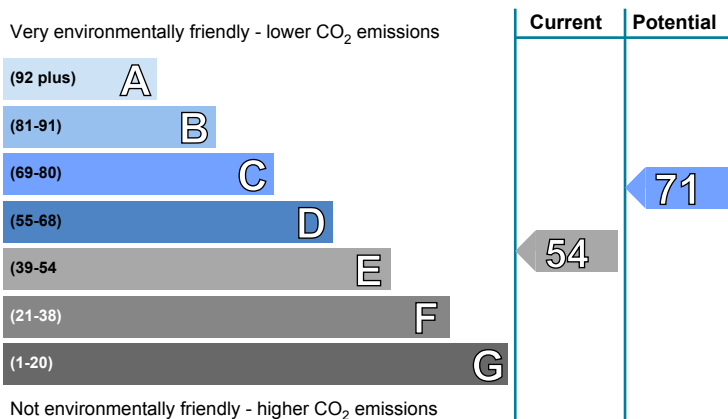 Current Potential
Very environmentally friendly - lower CO2 emissions
(92 plus) A
(81-91) B
(69-80) C
71
(55-68) D
54
(39-54 E
(21-38) F
(1-20) G
Not environmentally friendly - higher CO2 emissions